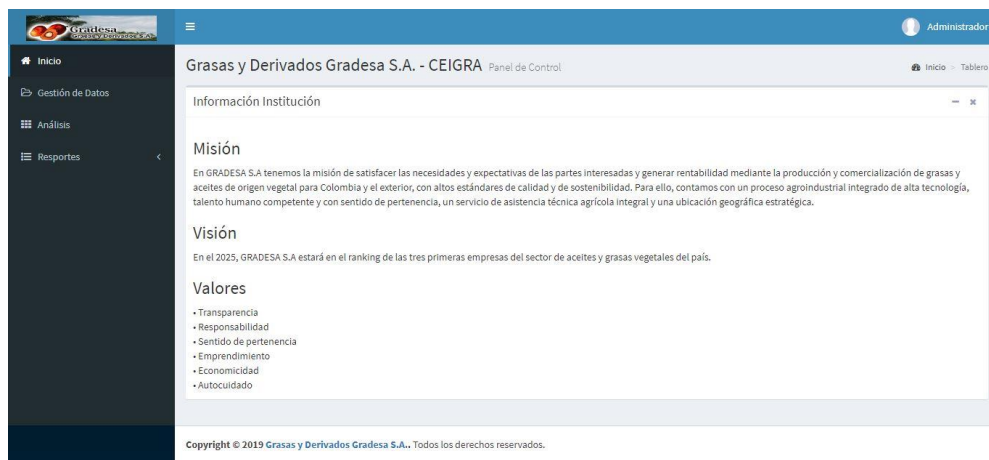 Gradesa
Grasas y Derivados S.A.
Administrador
Inicio
Gestión de Datos
Análisis
Resportes
Grasas y Derivados Gradesa S.A. - CEIGRA Panel de Control
Inicio > Tablero
Información Institución
Misión
En GRADESA S.A tenemos la misión de satisfacer las necesidades y expectativas de las partes interesadas y generar rentabilidad mediante la producción y comercialización de grasas y
aceites de origen vegetal para Colombia y el exterior, con altos estándares de calidad y de sostenibilidad. Para ello, contamos con un proceso agroindustrial integrado de alta tecnología,
talento humano competente y con sentido de pertenencia, un servicio de asistencia técnica agrícola integral y una ubicación geográfica estratégica.
Visión
En el 2025, GRADESA S.A estará en el ranking de las tres primeras empresas del sector de aceites y grasas vegetales del país.
Valores
• Transparencia
• Responsabilidad
• Sentido de pertenencia
• Emprendimiento
• Economicidad
• Autocuidado
Copyright © 2019 Grasas y Derivados Gradesa S.A.. Todos los derechos reservados.